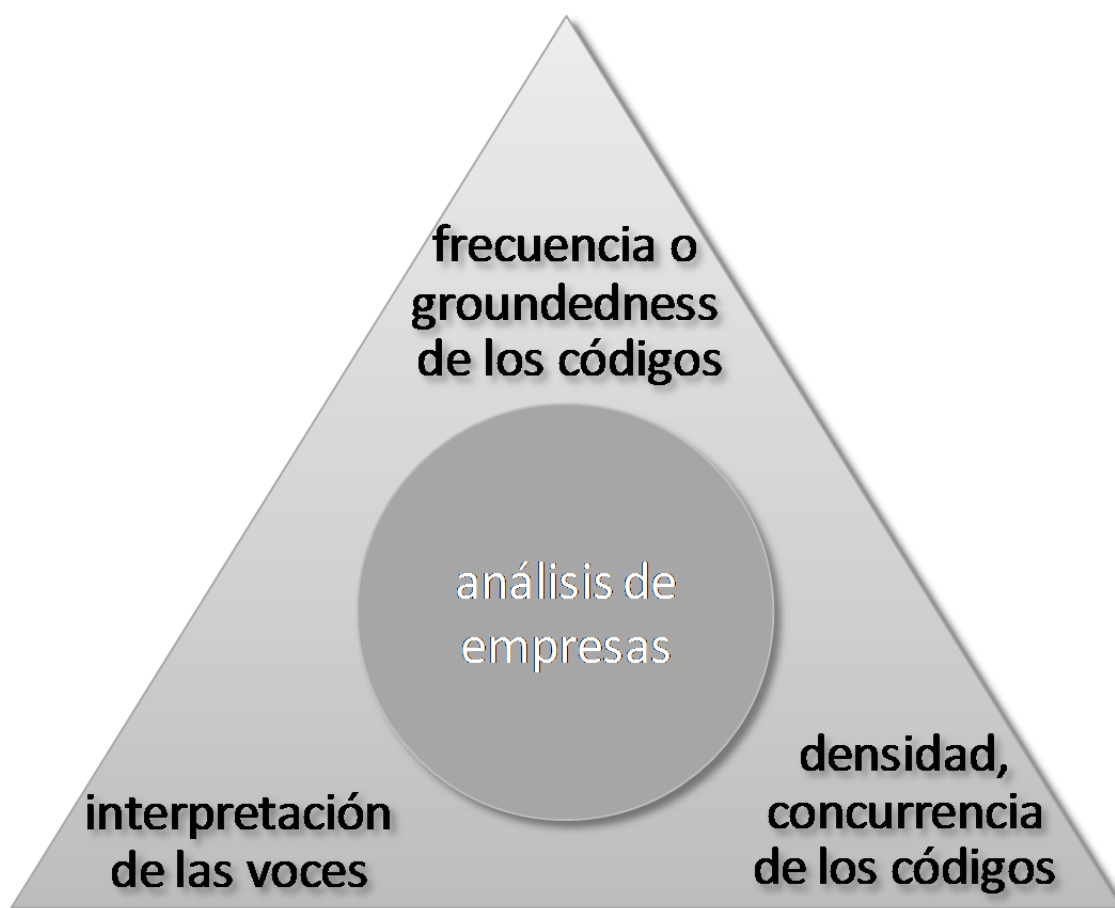 frecuencia o
groundedness
de los códigos
análisis de
empresas
interpretación
de las voces
densidad,
concurrencia
de los códigos